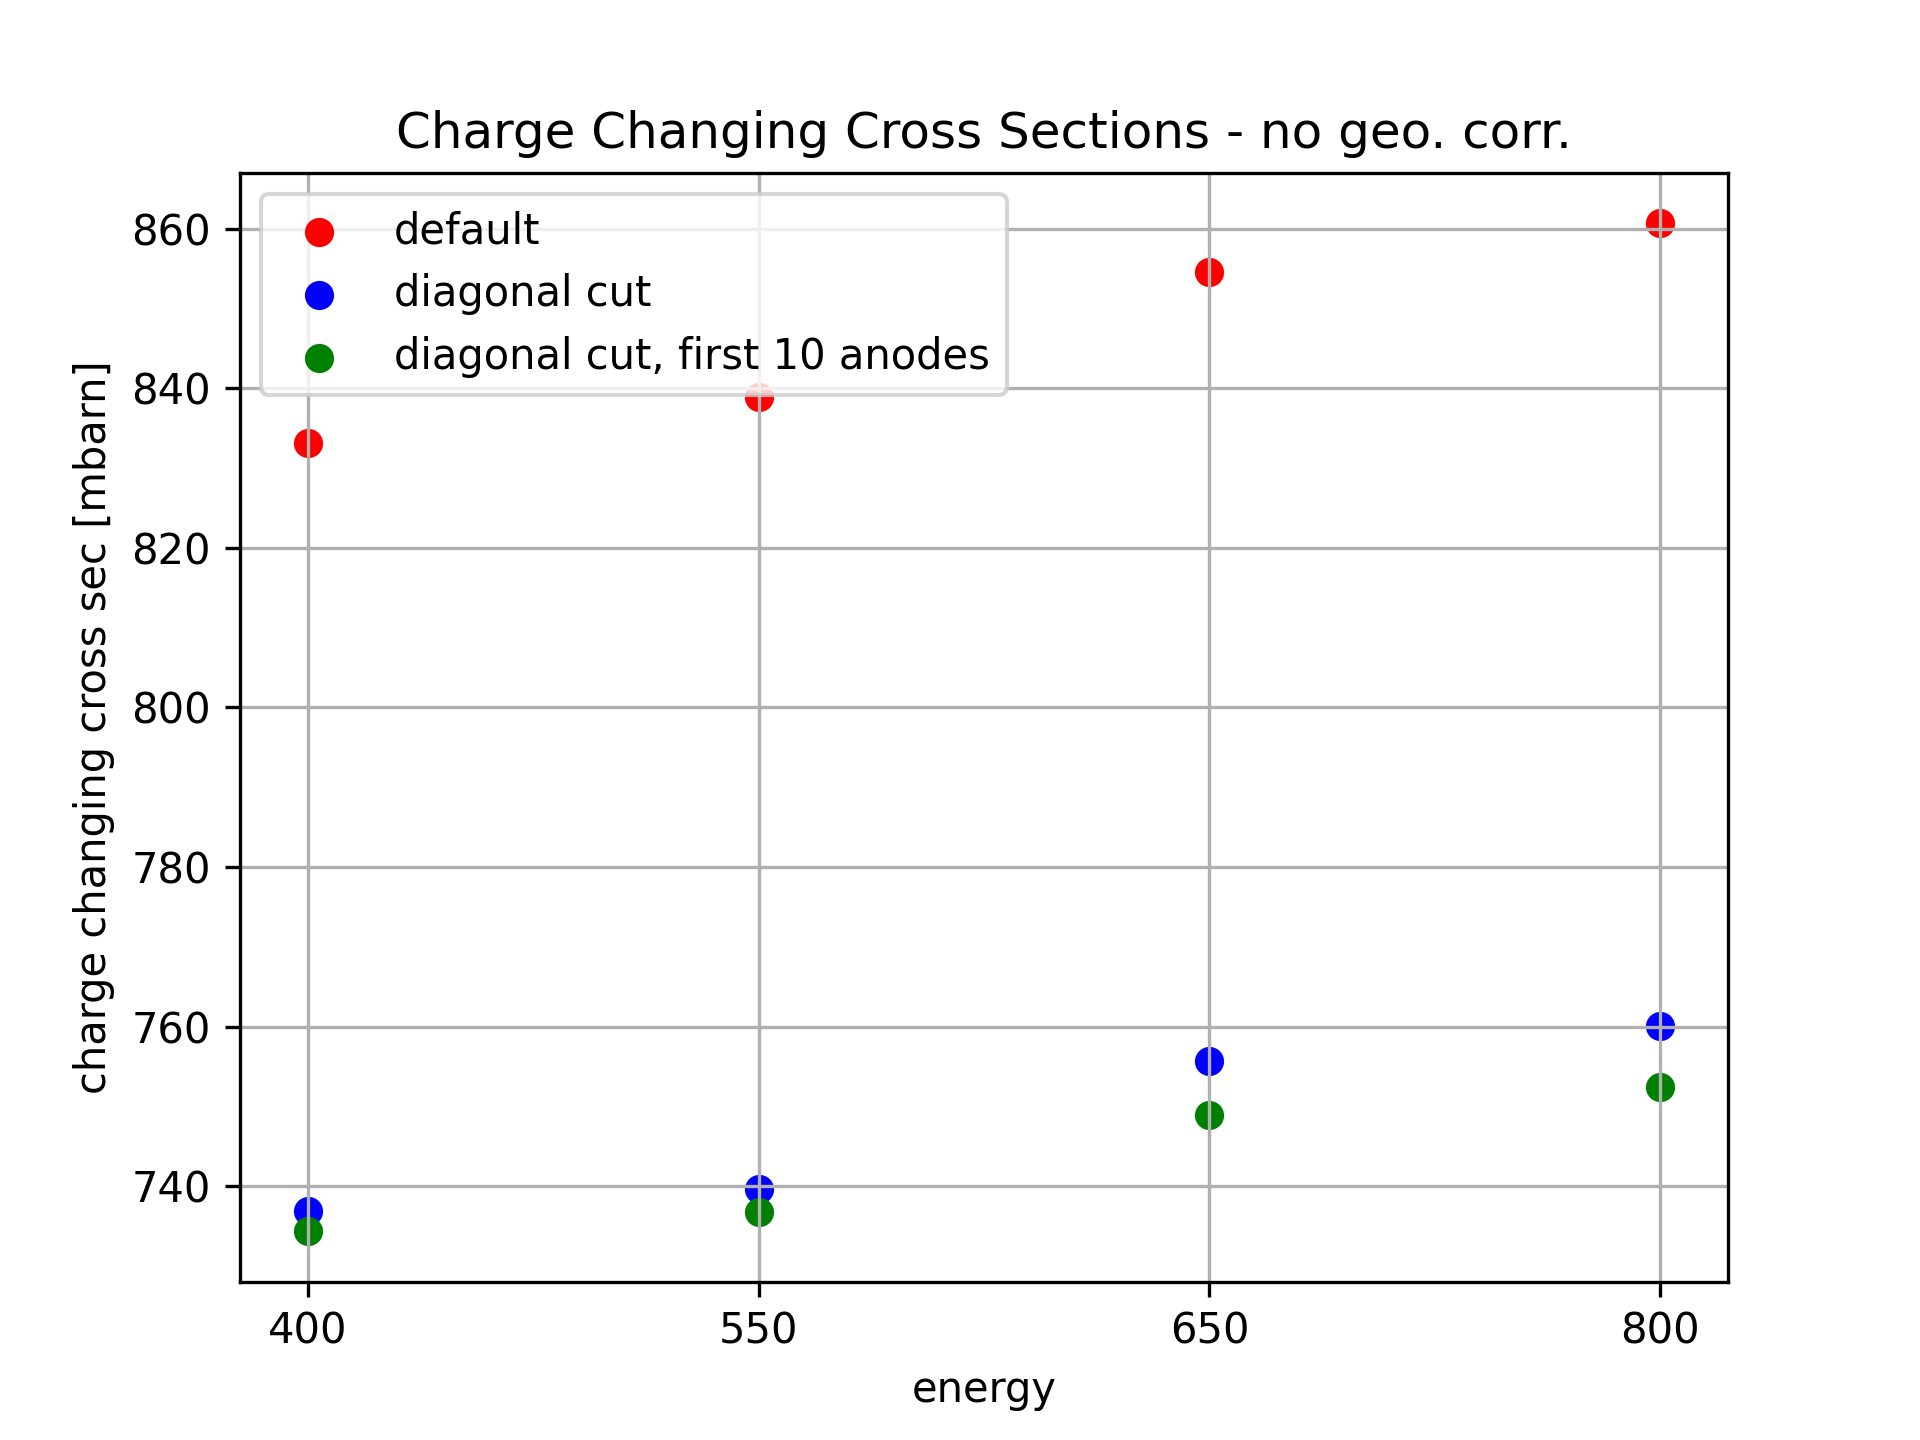 Charge Changing Cross Sections - no geo. corr.
default
diagonal cut
diagonal cut, first 10 anodes
charge changing cross sec [mbarn]
860
840
820
800
780
760
740
400 550 650 800
energy